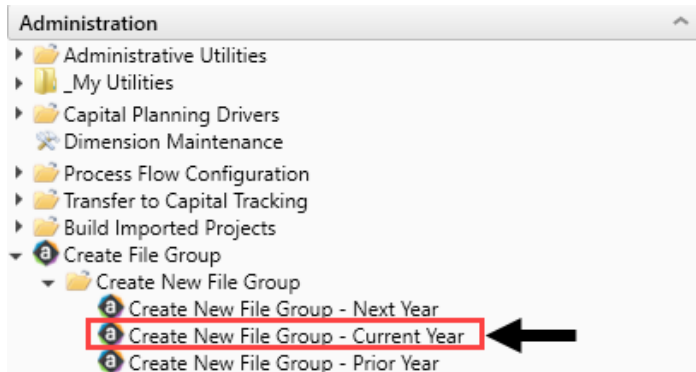 Administration
Administrative Utilities
_My Utilities
Capital Planning Drivers
Dimension Maintenance
Process Flow Configuration
Transfer to Capital Tracking
Build Imported Projects
Create File Group
Create New File Group
Create New File Group - Next Year
Create New File Group - Current Year
Create New File Group - Prior Year